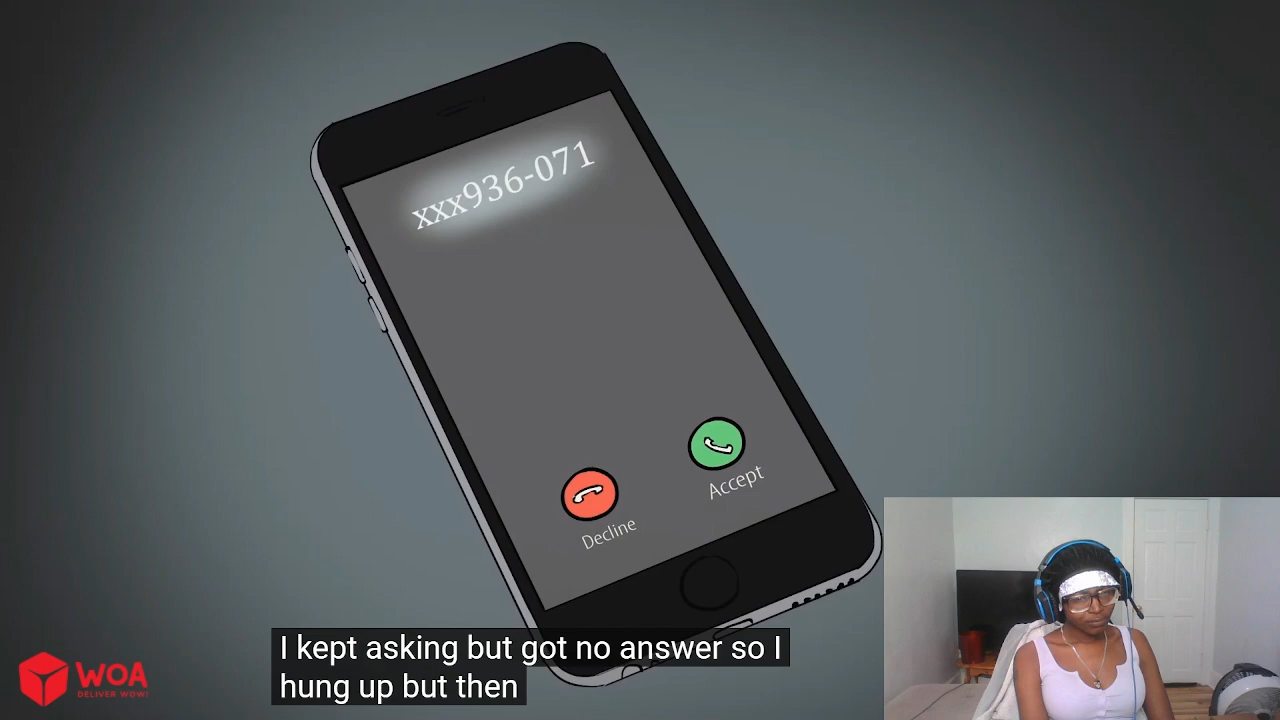 xxx936-071
Accept
Decline
I kept asking but got no answer so I
hung up but then
WOA
DELIVER WOW!